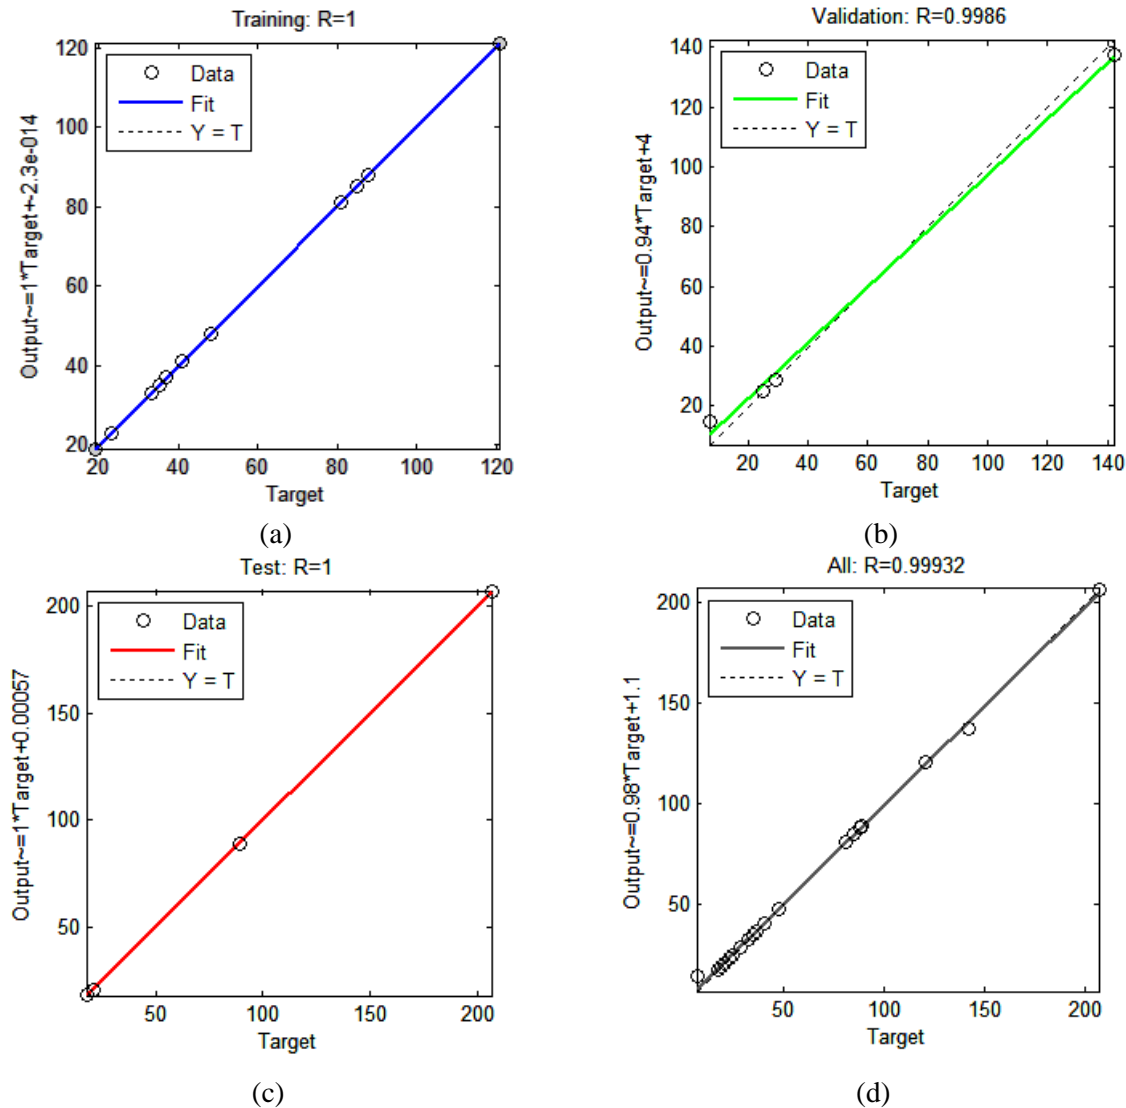 Training: R=1
120
100
80
60
40
20
Output~=1*Target+-2.3e-014
Data
Fit
Y = T
20 40 60 80 100 120
Target
(a)
Validation: R=0.9986
140
120
100
80
60
40
20
Output~=0.94*Target+4
Data
Fit
Y = T
20 40 60 80 100 120 140
Target
(b)
Test: R=1
200
150
100
50
Output~=1*Target+0.00057
Data
Fit
Y = T
50 100 150 200
Target
(c)
All: R=0.99932
200
150
100
50
Output~=0.98*Target+1.1
Data
Fit
Y = T
50 100 150 200
Target
(d)